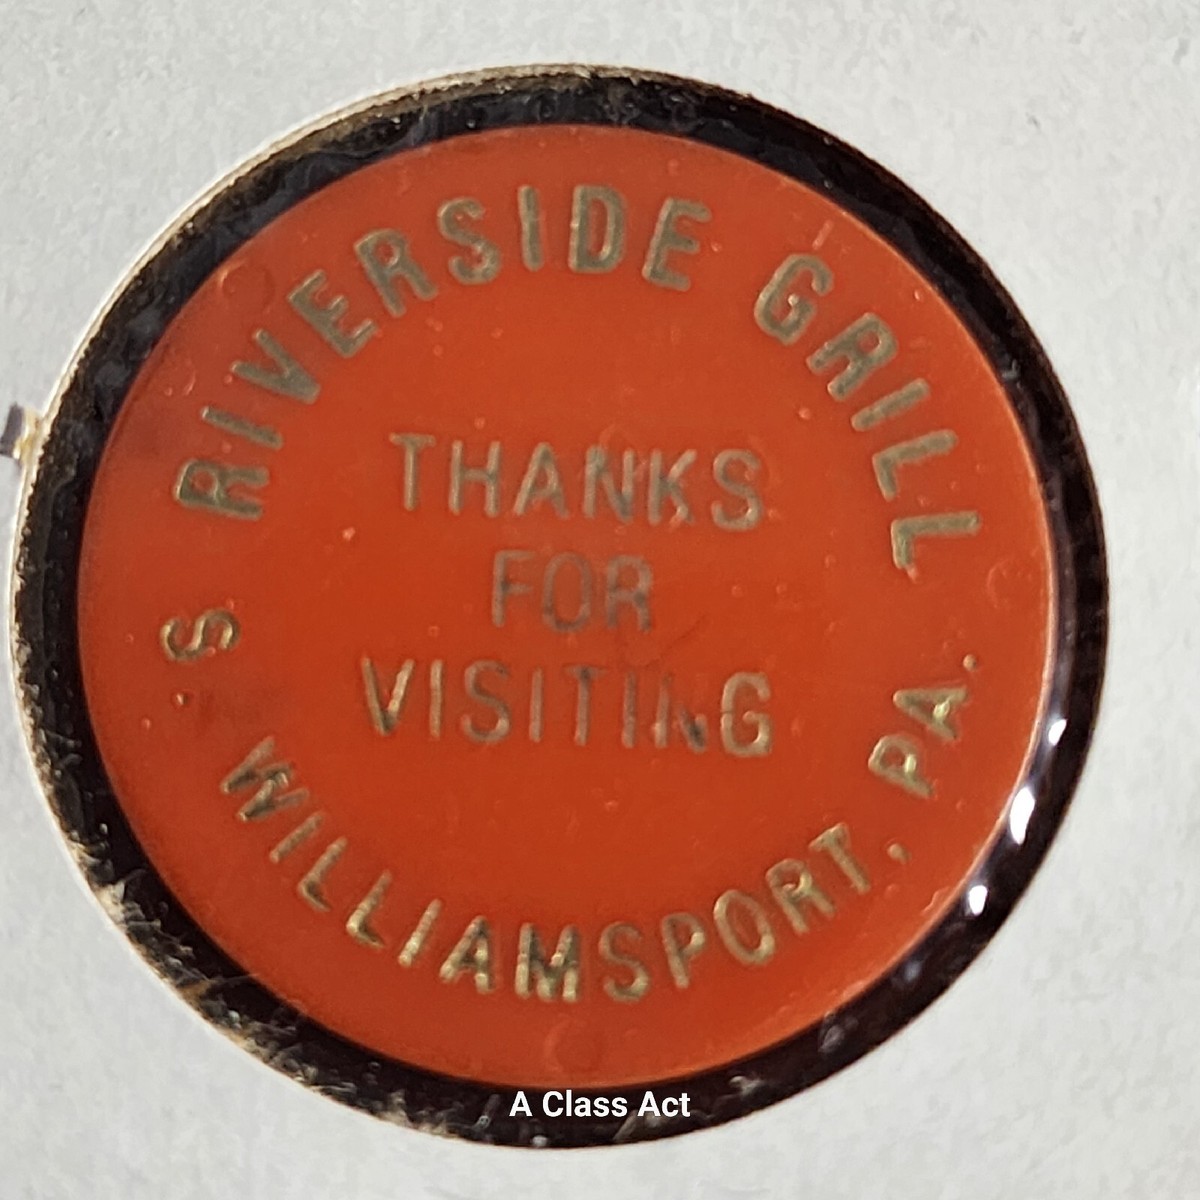 RIVERSIDE GRILL
THANKS
FOR
VISITING
S WILLIAMSPORT, PA.
A Class Act